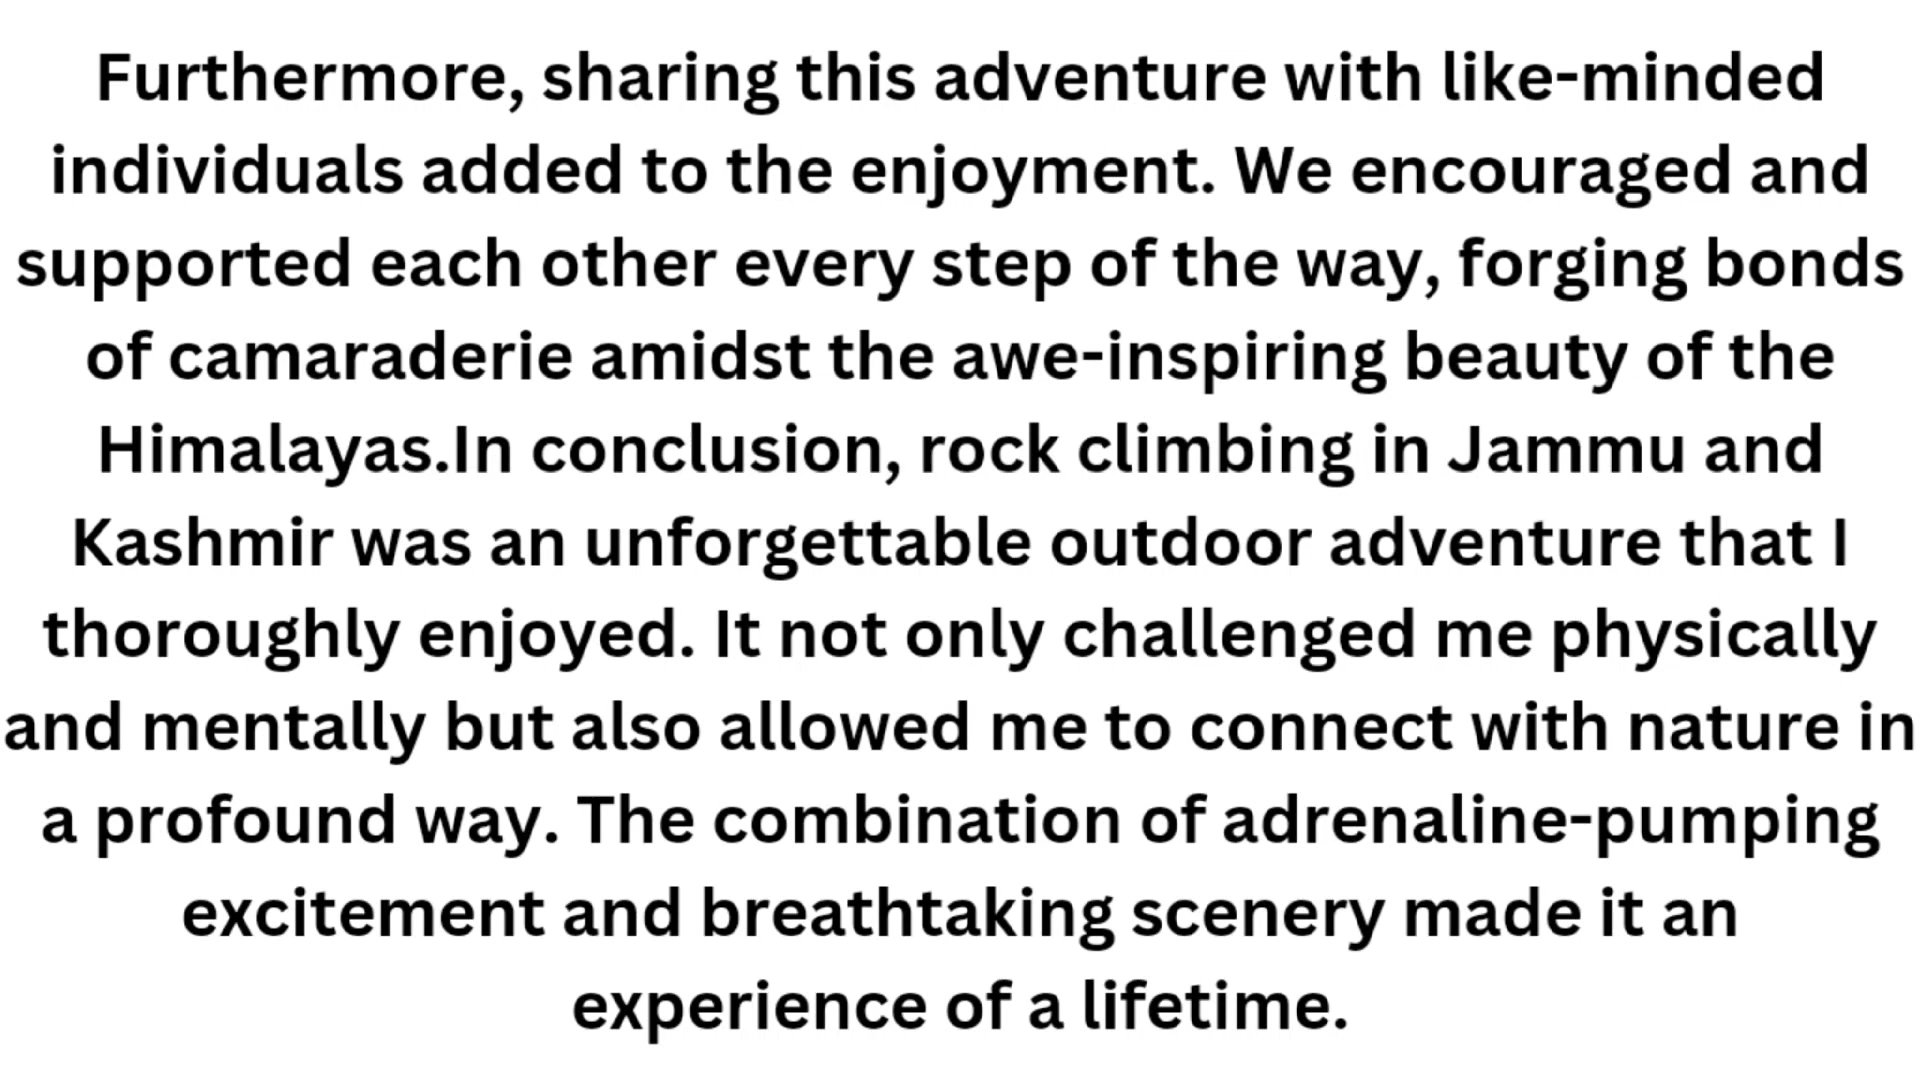 Furthermore, sharing this adventure with like-minded
individuals added to the enjoyment. We encouraged and
supported each other every step of the way, forging bonds
of camaraderie amidst the awe-inspiring beauty of the
Himalayas.In conclusion, rock climbing in Jammu and
Kashmir was an unforgettable outdoor adventure that I
thoroughly enjoyed. It not only challenged me physically
and mentally but also allowed me to connect with nature in
a profound way. The combination of adrenaline-pumping
excitement and breathtaking scenery made it an
experience of a lifetime.